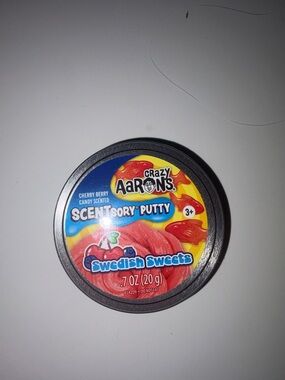 CRAZY
AARON'S
CHERRY BERRY
CANDY SCENTED
SCENTSORY PUTTY
3+
Swedish Sweets
.7 OZ (20 g)